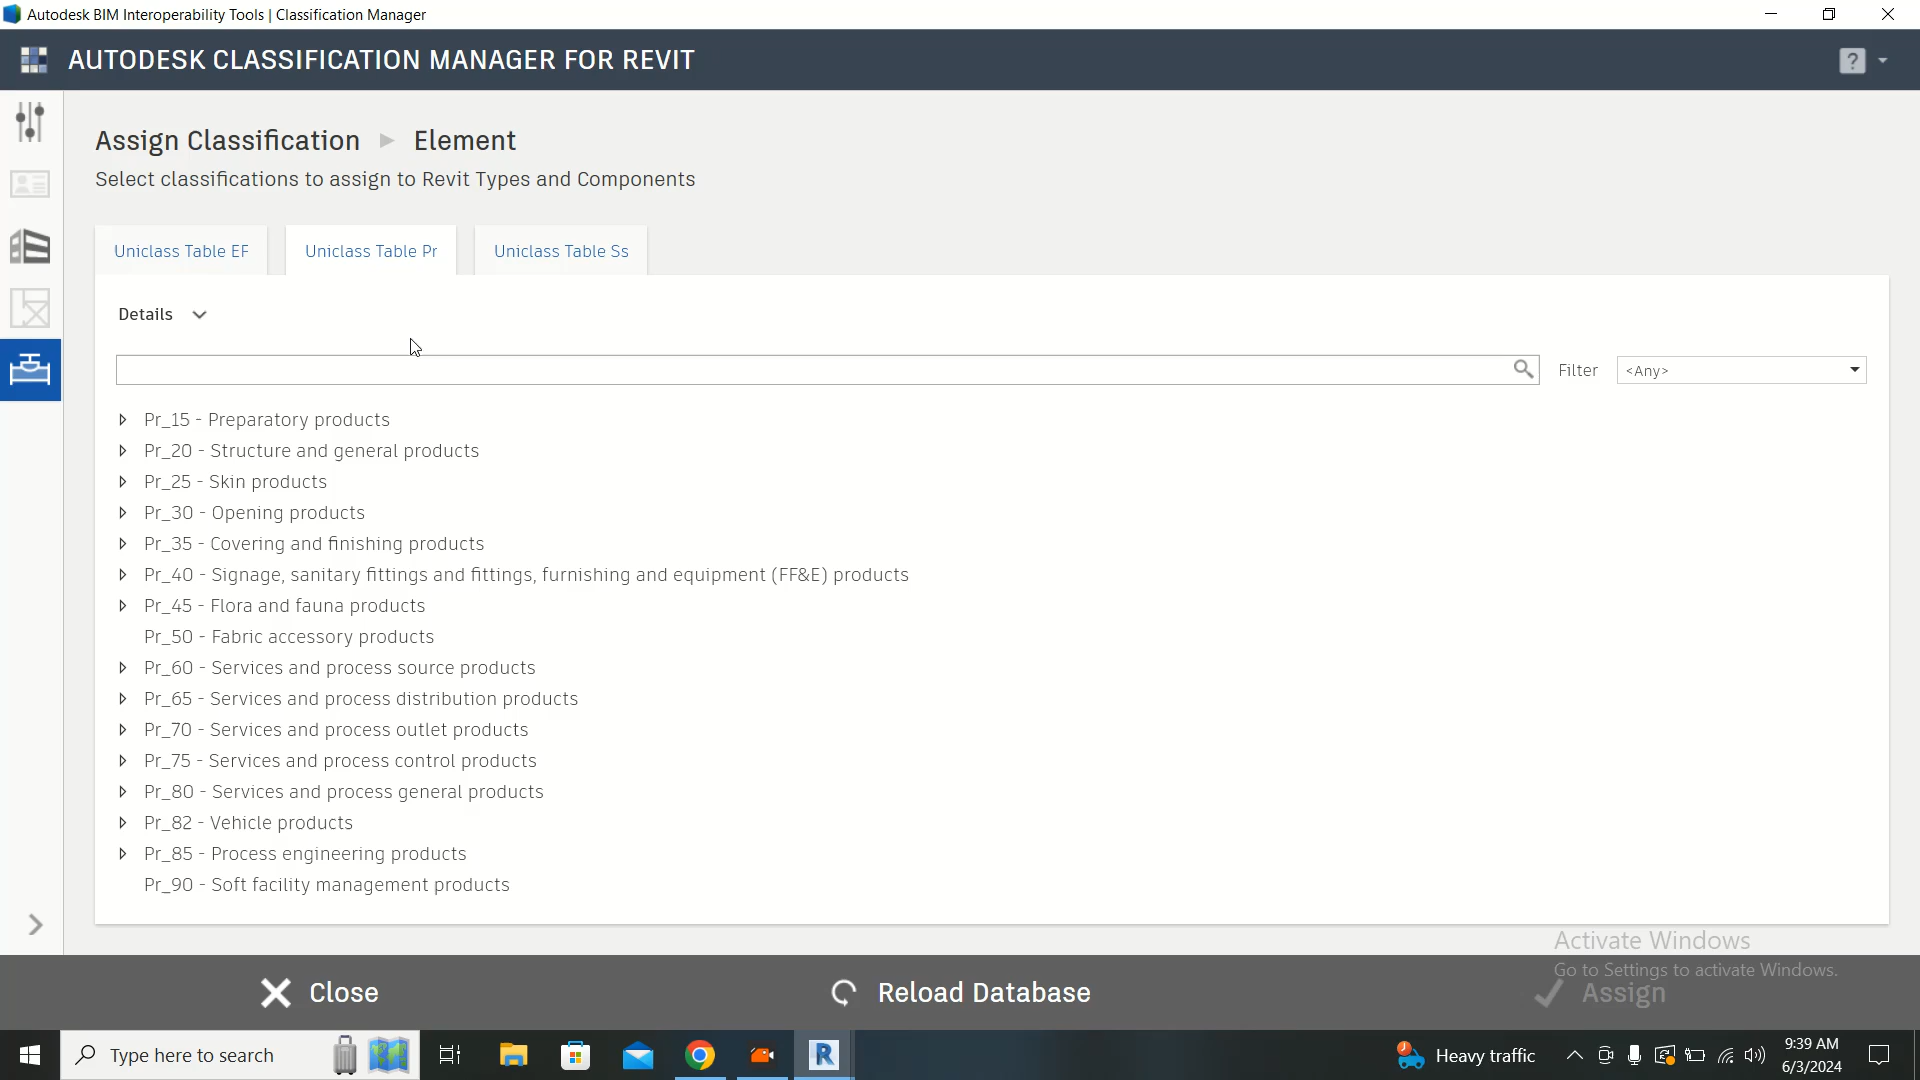 Autodesk BIM Interoperability Tools | Classification Manager
AUTODESK CLASSIFICATION MANAGER FOR REVIT
?
Assign Classification Element
Select classifications to assign to Revit Types and Components
Uniclass Table EF
Uniclass Table Pr
Uniclass Table Ss
Details
Filter
<Any>
Pr_15 - Preparatory products
Pr_20 - Structure and general products
Pr_25 - Skin products
Pr_30 - Opening products
Pr_35 - Covering and finishing products
Pr_40 - Signage, sanitary fittings and fittings, furnishing and equipment (FF&E) products
Pr_45 - Flora and fauna products
Pr_50 - Fabric accessory products
Pr_60 - Services and process source products
Pr_65 - Services and process distribution products
Pr_70 - Services and process outlet products
Pr_75 - Services and process control products
Pr_80 - Services and process general products
Pr_82 - Vehicle products
Pr_85 - Process engineering products
Pr_90 - Soft facility management products
Activate Windows
Go to Settings to activate Windows.
Close
Reload Database
Assign
Type here to search
R
Heavy traffic
9:39 AM
6/3/2024